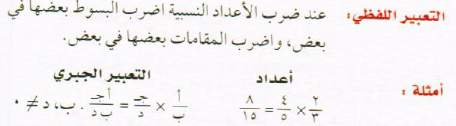 التعبير اللفظي: عند ضرب الأعداد النسبية اضرب البسوط بعضها في
بعض، واضرب المقامات بعضها في بعض.
أعداد التعبير الجبري
أمثلة : ٢/٣ × ٤/٥ = ٨/١٥ أ/ب × جـ/د = أجـ/ب د . ب، د ≠ ٠